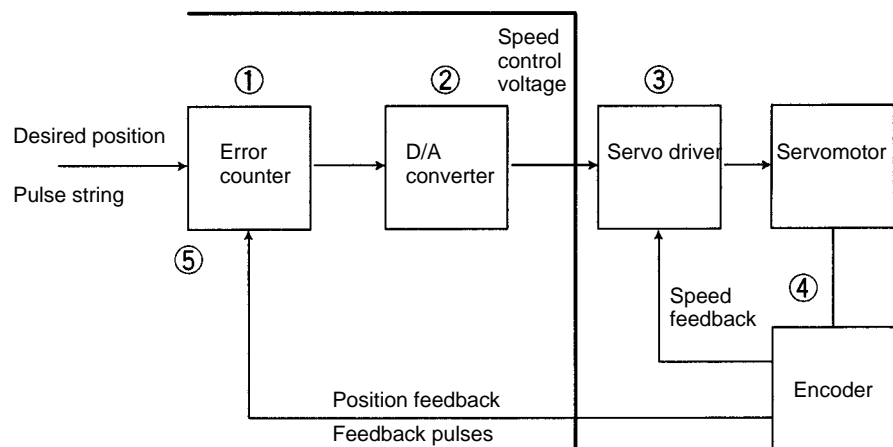 Speed
control
voltage
①
②
③
Desired position
Pulse string
Error
counter
D/A
converter
Servo driver
Servomotor
⑤
④
Speed
feedback
Encoder
Position feedback
Feedback pulses